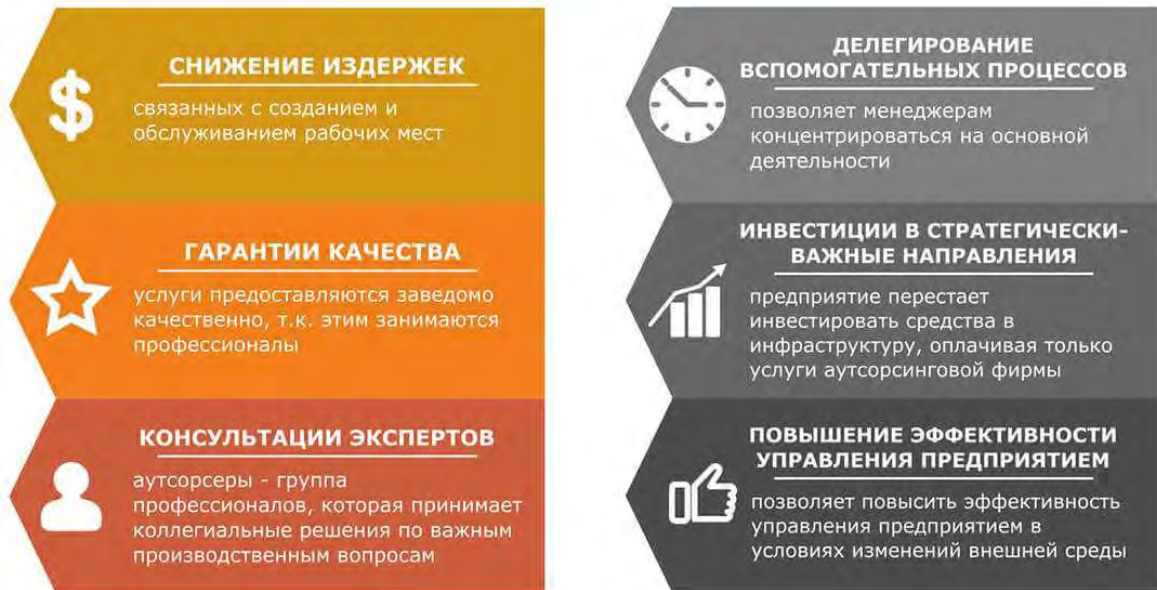 СНИЖЕНИЕ ИЗДЕРЖЕК
связанных с созданием и
обслуживанием рабочих мест
ГАРАНТИИ КАЧЕСТВА
услуги предоставляются заведомо
качественно, т.к. этим занимаются
профессионалы
КОНСУЛЬТАЦИИ ЭКСПЕРТОВ
аутсорсеры - группа
профессионалов, которая принимает
коллегиальные решения по важным
производственным вопросам
ДЕЛЕГИРОВАНИЕ
ВСПОМОГАТЕЛЬНЫХ ПРОЦЕССОВ
позволяет менеджерам
концентрироваться на основной
деятельности
ИНВЕСТИЦИИ В СТРАТЕГИЧЕСКИ-
ВАЖНЫЕ НАПРАВЛЕНИЯ
предприятие перестает
инвестировать средства в
инфраструктуру, оплачивая только
услуги аутсорсинговой фирмы
ПОВЫШЕНИЕ ЭФФЕКТИВНОСТИ
УПРАВЛЕНИЯ ПРЕДПРИЯТИЕМ
позволяет повысить эффективность
управления предприятием в
условиях изменений внешней среды